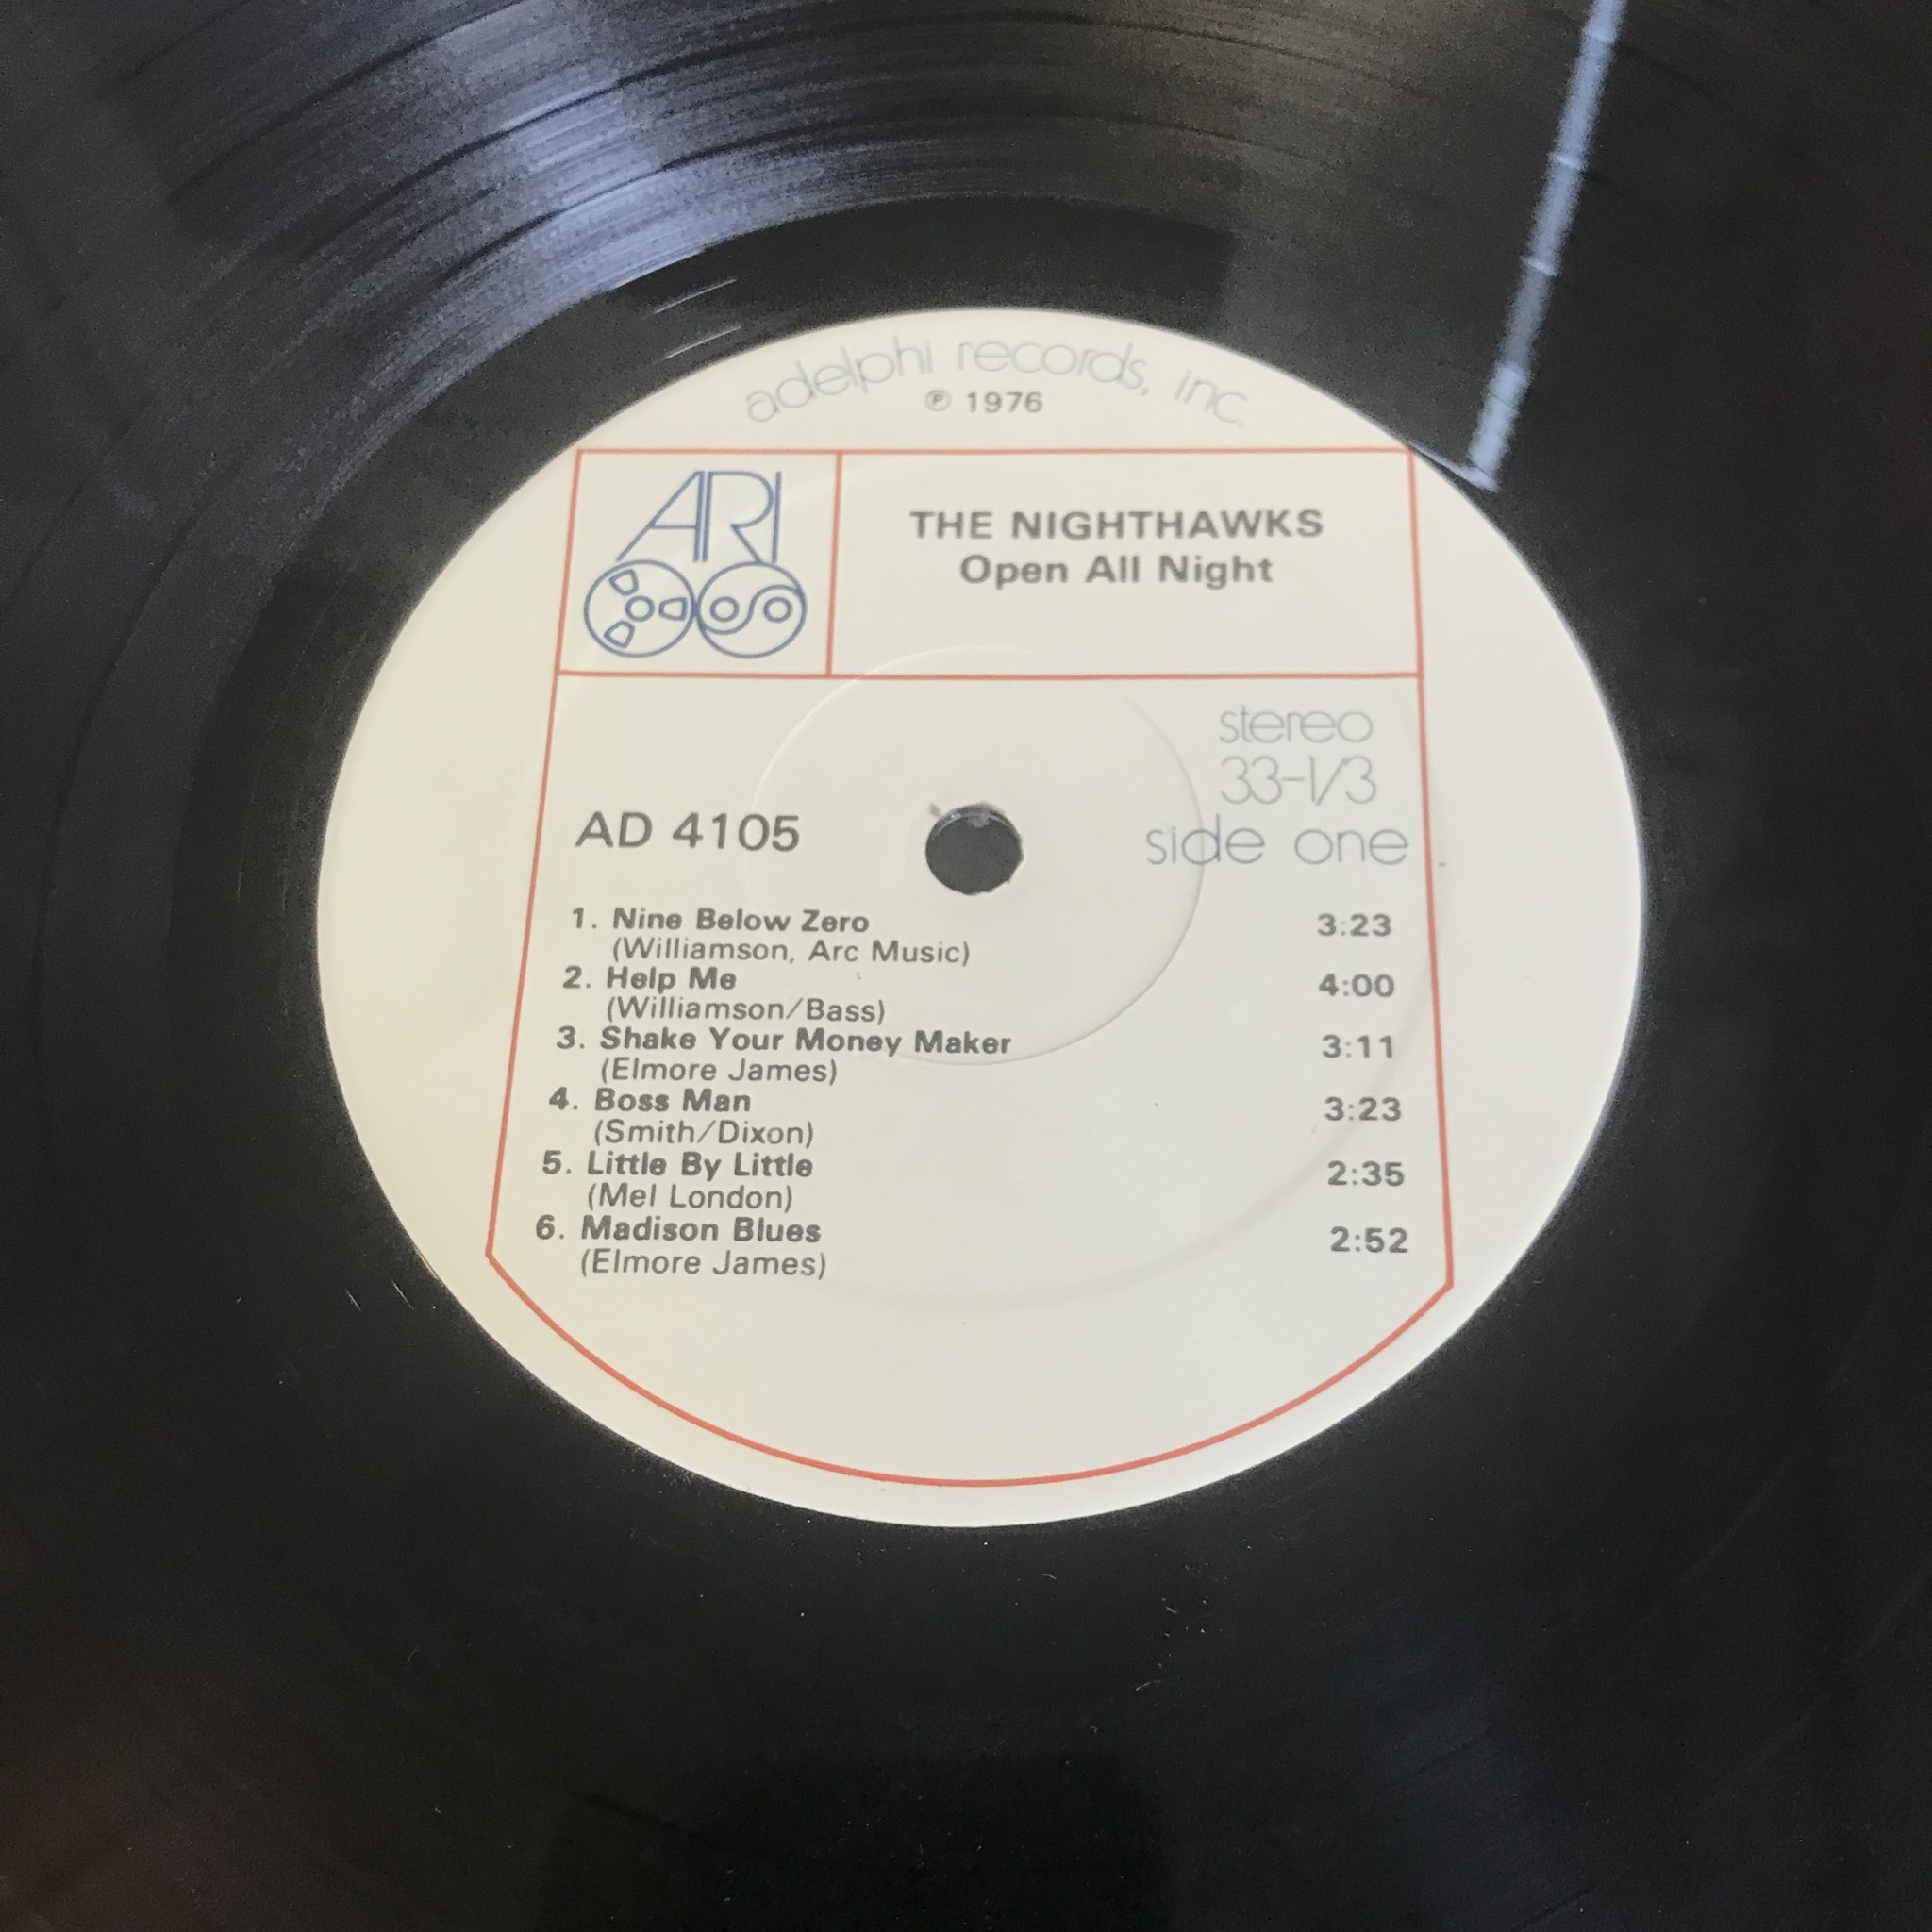 adelphi records, inc.
℗ 1976
ARI
THE NIGHTHAWKS
Open All Night
stereo
33-1/3
AD 4105
side one
1. Nine Below Zero 3:23
(Williamson, Arc Music)
2. Help Me 4:00
(Williamson/Bass)
3. Shake Your Money Maker 3:11
(Elmore James)
4. Boss Man 3:23
(Smith/Dixon)
5. Little By Little 2:35
(Mel London)
6. Madison Blues 2:52
(Elmore James)